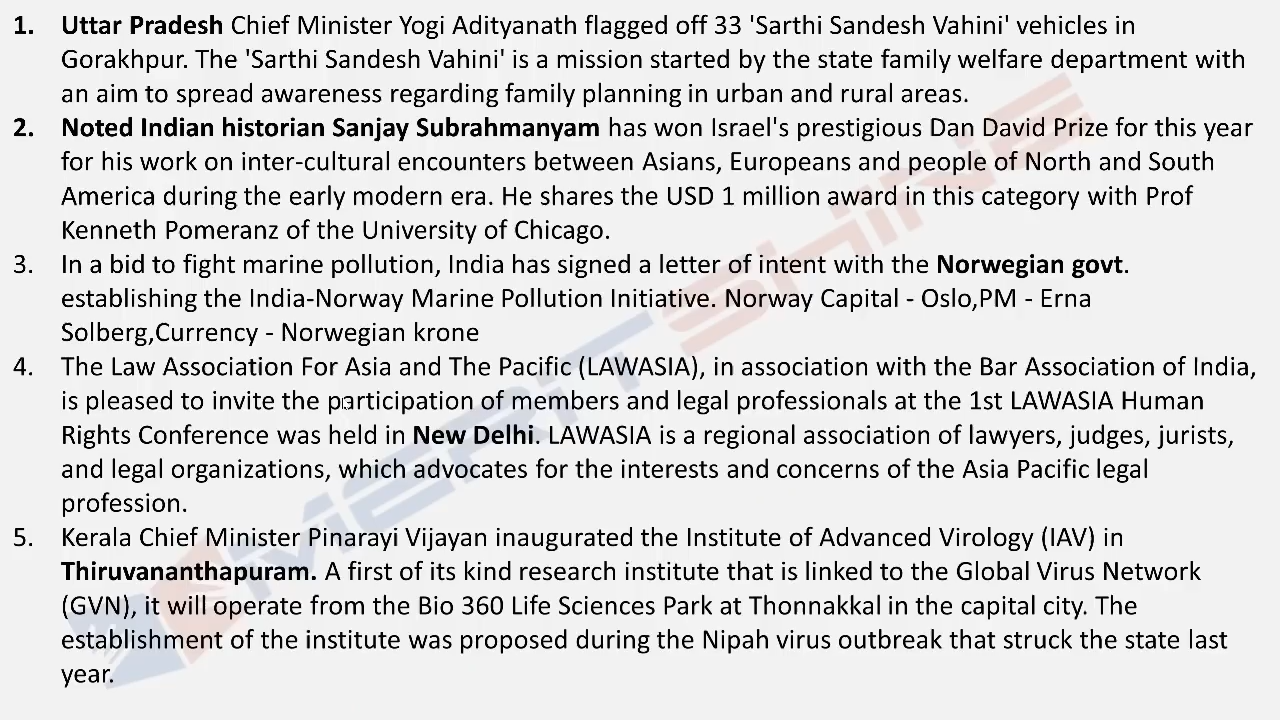 1. Uttar Pradesh Chief Minister Yogi Adityanath flagged off 33 'Sarthi Sandesh Vahini' vehicles in
Gorakhpur. The 'Sarthi Sandesh Vahini' is a mission started by the state family welfare department with
an aim to spread awareness regarding family planning in urban and rural areas.
2. Noted Indian historian Sanjay Subrahmanyam has won Israel's prestigious Dan David Prize for this year
for his work on inter-cultural encounters between Asians, Europeans and people of North and South
America during the early modern era. He shares the USD 1 million award in this category with Prof
Kenneth Pomeranz of the University of Chicago.
3. In a bid to fight marine pollution, India has signed a letter of intent with the Norwegian govt.
establishing the India-Norway Marine Pollution Initiative. Norway Capital - Oslo,PM - Erna
Solberg,Currency - Norwegian krone
4. The Law Association For Asia and The Pacific (LAWASIA), in association with the Bar Association of India,
is pleased to invite the participation of members and legal professionals at the 1st LAWASIA Human
Rights Conference was held in New Delhi. LAWASIA is a regional association of lawyers, judges, jurists,
and legal organizations, which advocates for the interests and concerns of the Asia Pacific legal
profession.
5. Kerala Chief Minister Pinarayi Vijayan inaugurated the Institute of Advanced Virology (IAV) in
Thiruvananthapuram. A first of its kind research institute that is linked to the Global Virus Network
(GVN), it will operate from the Bio 360 Life Sciences Park at Thonnakkal in the capital city. The
establishment of the institute was proposed during the Nipah virus outbreak that struck the state last
year.
MERITSHINE